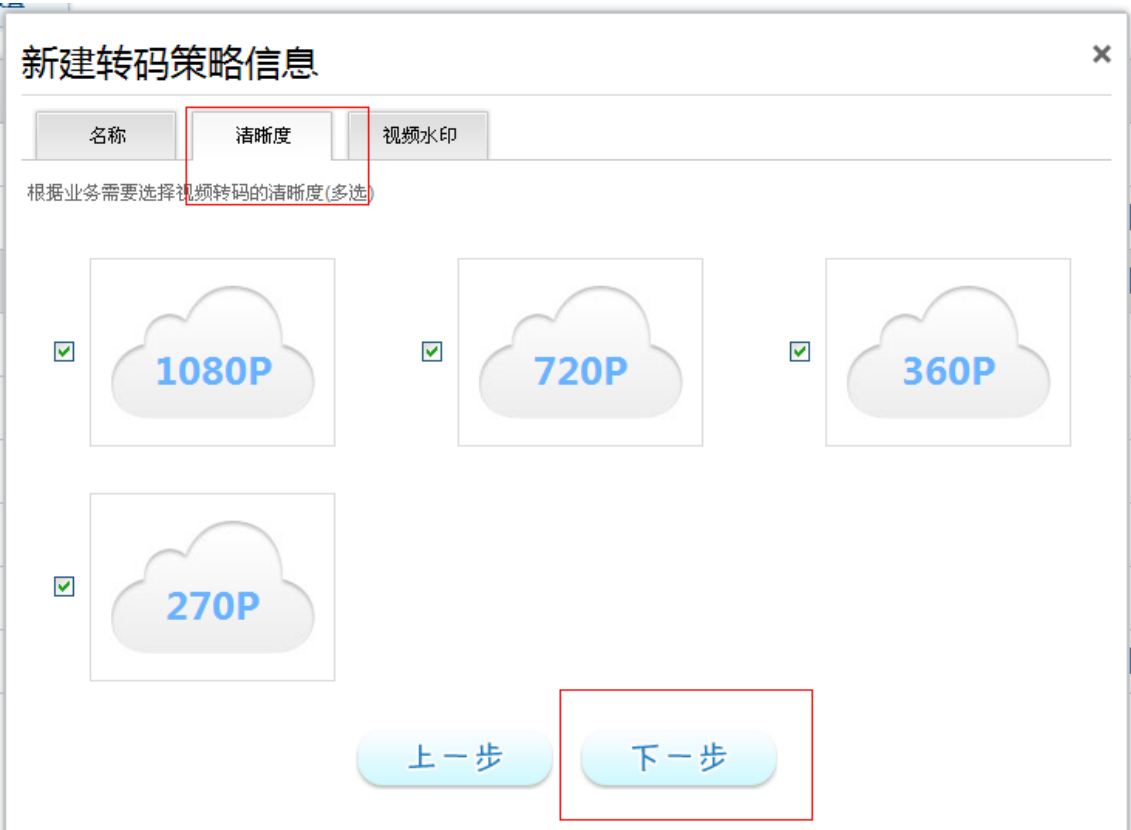 新建转码策略信息
名称 清晰度 视频水印
根据业务需要选择视频转码的清晰度(多选)
1080P 720P 360P
270P
上一步 下一步